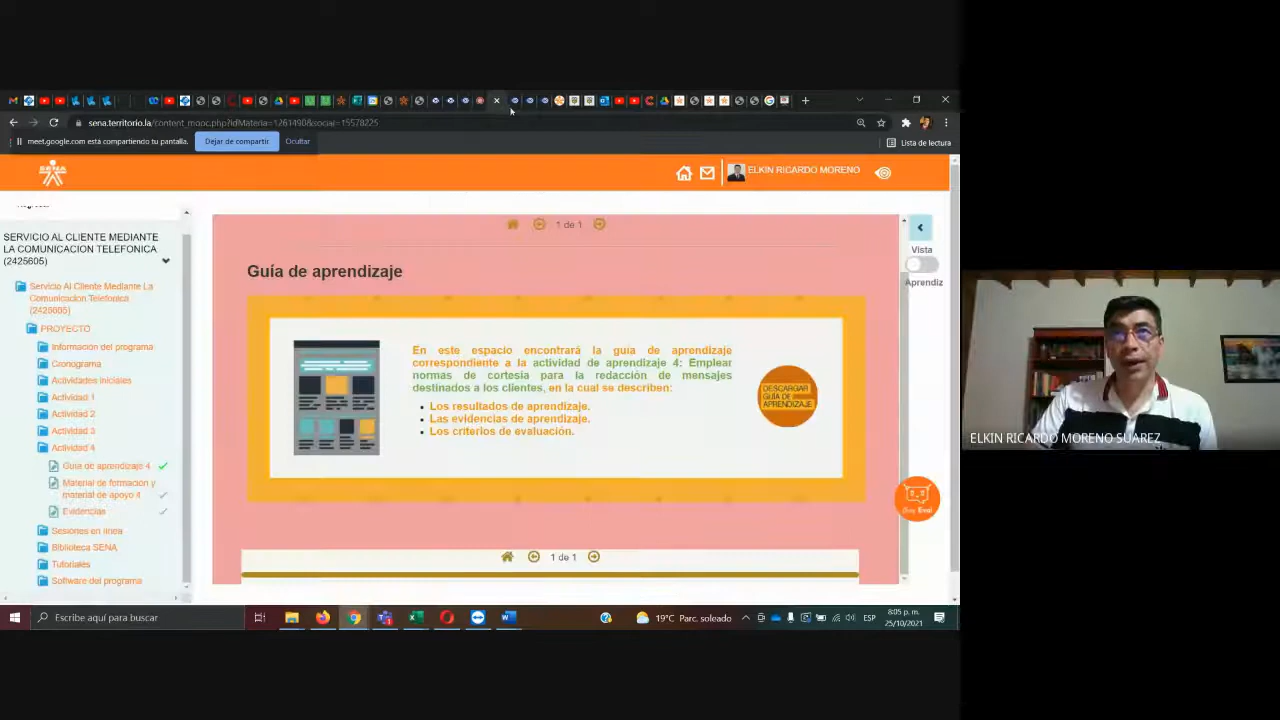 sena.territorio.la/content_mooc.php?idMateria=1261490&social=15578225
meet.google.com está compartiendo tu pantalla.
Dejar de compartir
Ocultar
Lista de lectura
SENA
ELKIN RICARDO MORENO
SERVICIO AL CLIENTE MEDIANTE
LA COMUNICACION TELEFONICA
(2425605)
Servicio Al Cliente Mediante La
Comunicacion Telefonica
(2425605)
PROYECTO
Información del programa
Cronograma
Actividades Iniciales
Actividad 1
Actividad 2
Actividad 3
Actividad 4
Guía de aprendizaje 4
Material de formación y
material de apoyo 4
Evidencias
Sesiones en línea
Biblioteca SENA
Tutoriales
Software del programa
1 de 1
Guía de aprendizaje
En este espacio encontrará la guía de aprendizaje
correspondiente a la actividad de aprendizaje 4: Emplear
normas de cortesía para la redacción de mensajes
destinados a los clientes, en la cual se describen:
Los resultados de aprendizaje.
Las evidencias de aprendizaje.
Los criterios de evaluación.
DESCARGAR
GUÍA DE
APRENDIZAJE
1 de 1
Vista
Aprendiz
ELKIN RICARDO MORENO SUAREZ
Escribe aquí para buscar
19°C Parc. soleado
ESP
8:05 p. m.
25/10/2021